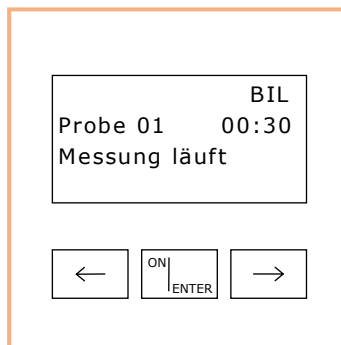 BIL
Probe 01 00:30
Messung läuft
ON
ENTER